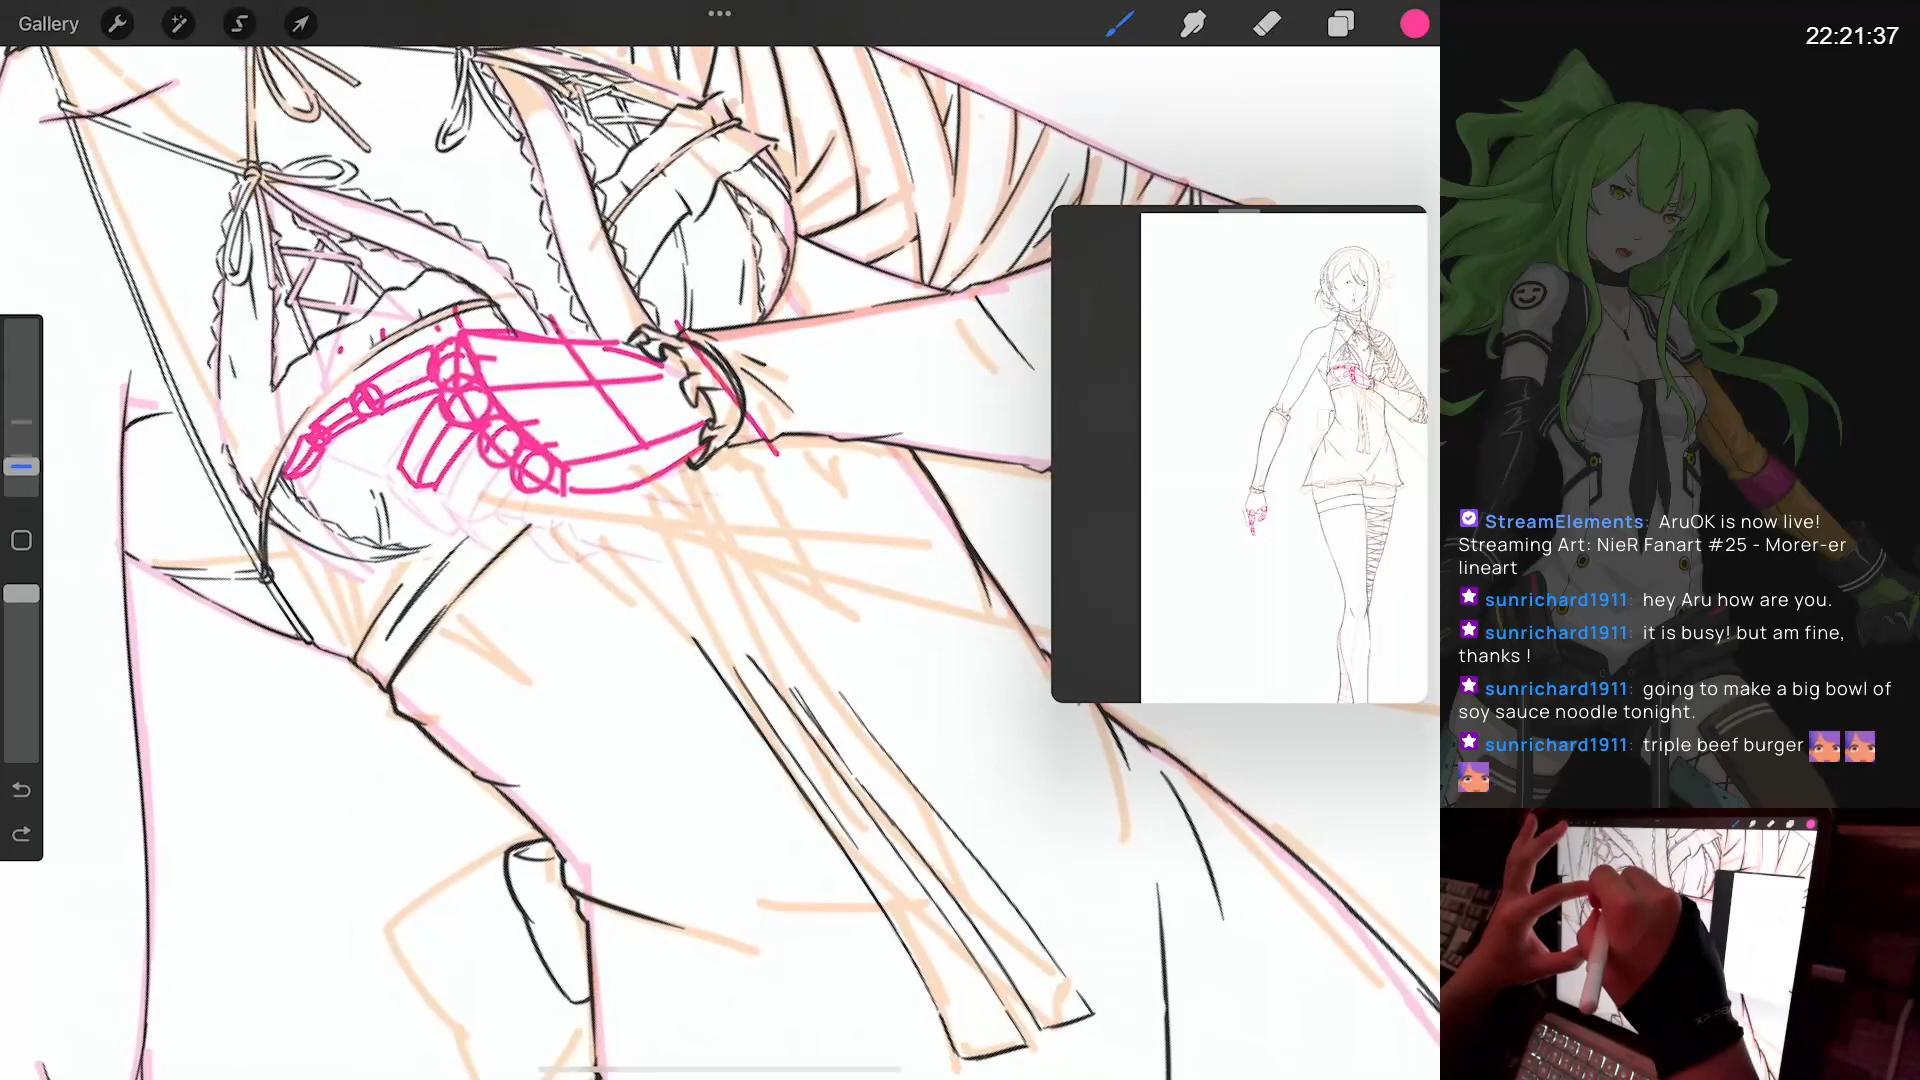 Gallery
22:21:37
StreamElements: AruOK is now live!
Streaming Art: NieR Fanart #25 - Morer-er
lineart
sunrichard1911: hey Aru how are you.
sunrichard1911: it is busy! but am fine,
thanks !
sunrichard1911: going to make a big bowl of
soy sauce noodle tonight.
sunrichard1911: triple beef burger